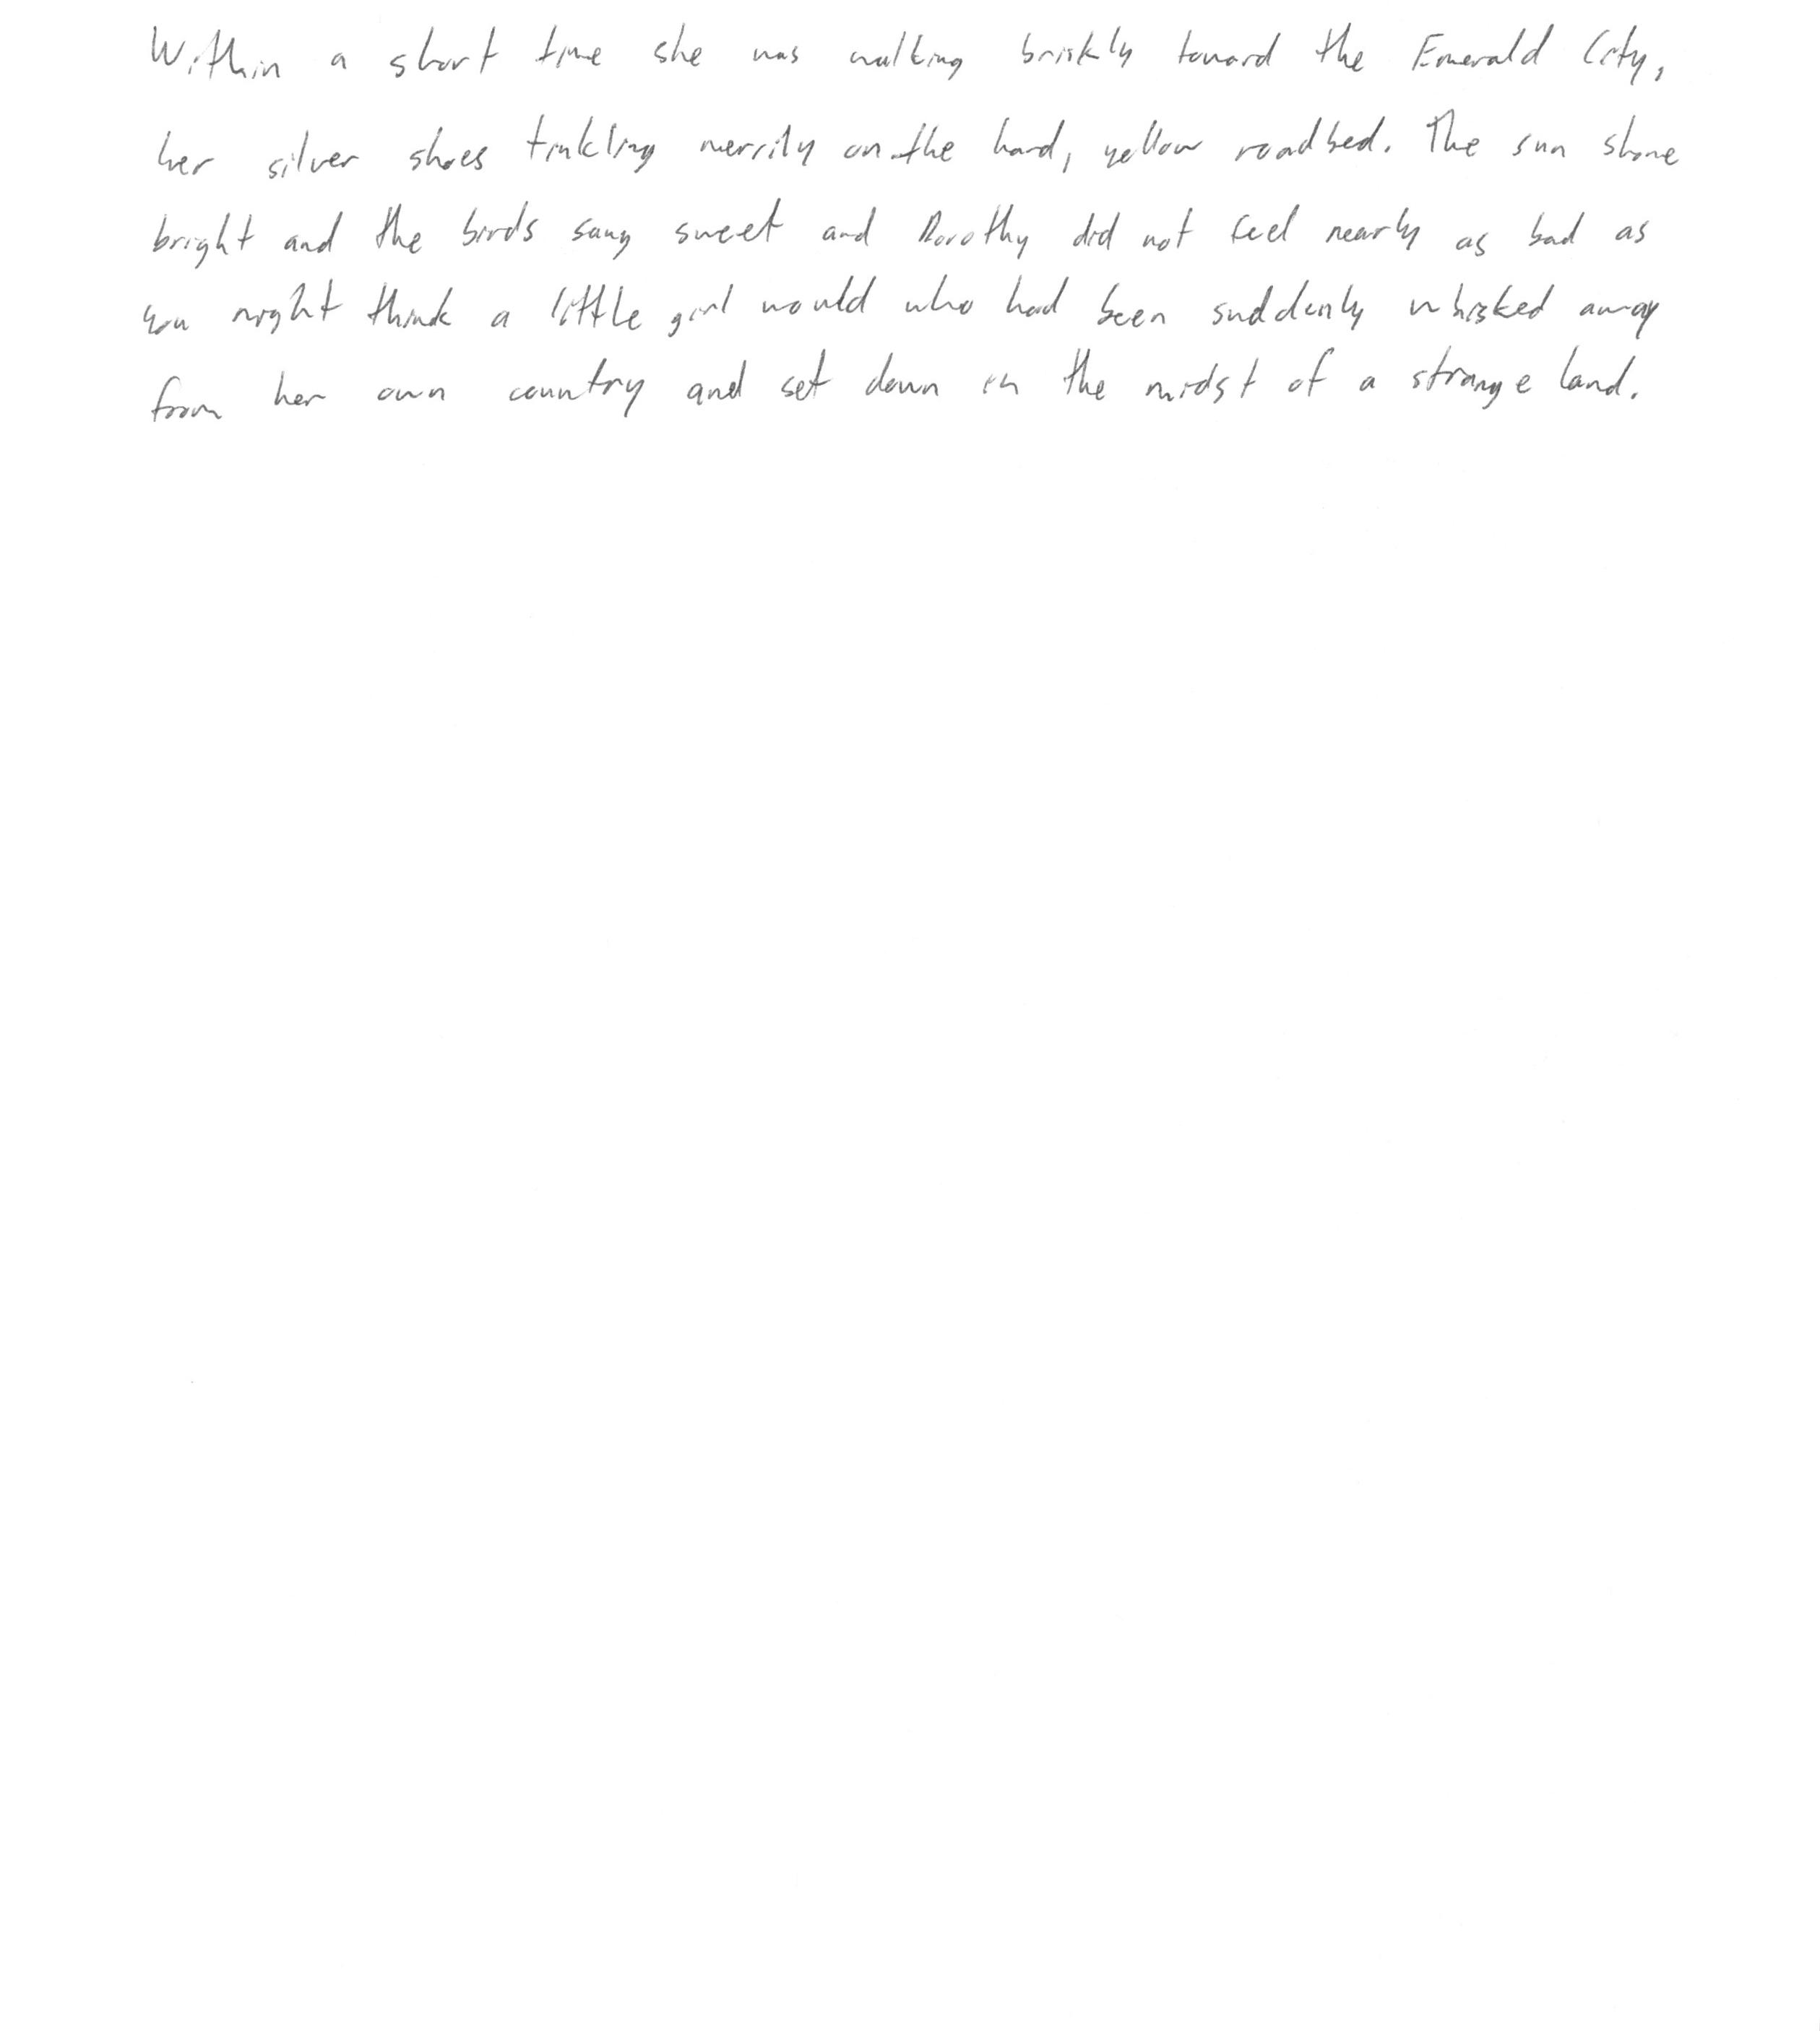 Within a short time she was walking briskly toward the Emerald City,
her silver shoes tinkling merrily on the hard, yellow roadbed. The sun shone
bright and the birds sang sweet and Dorothy did not feel nearly as bad as
you might think a little girl would who had been suddenly whisked away
from her own country and set down in the midst of a strange land.